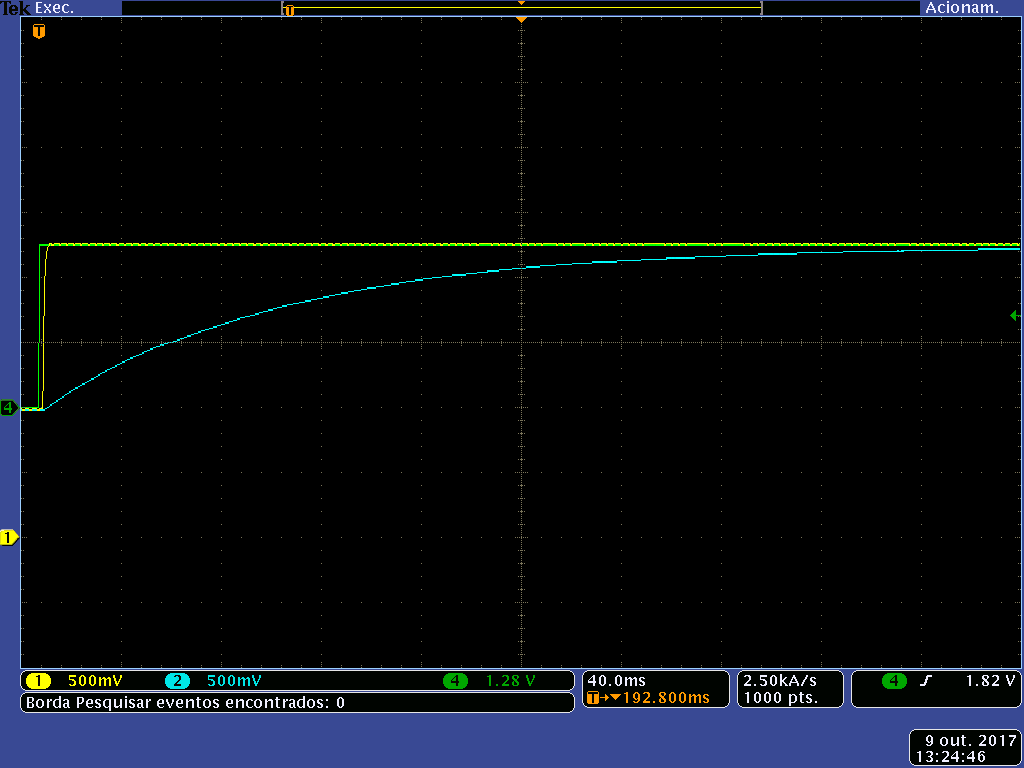 Tek Exec. T Acionam.
T
4
1
1 500mV 2 500mV 4 1.28 V 40.0ms 2.50kA/s 4 1.82 V
T→▼192.800ms 1000 pts.
Borda Pesquisar eventos encontrados: 0
9 out. 2017
13:24:46